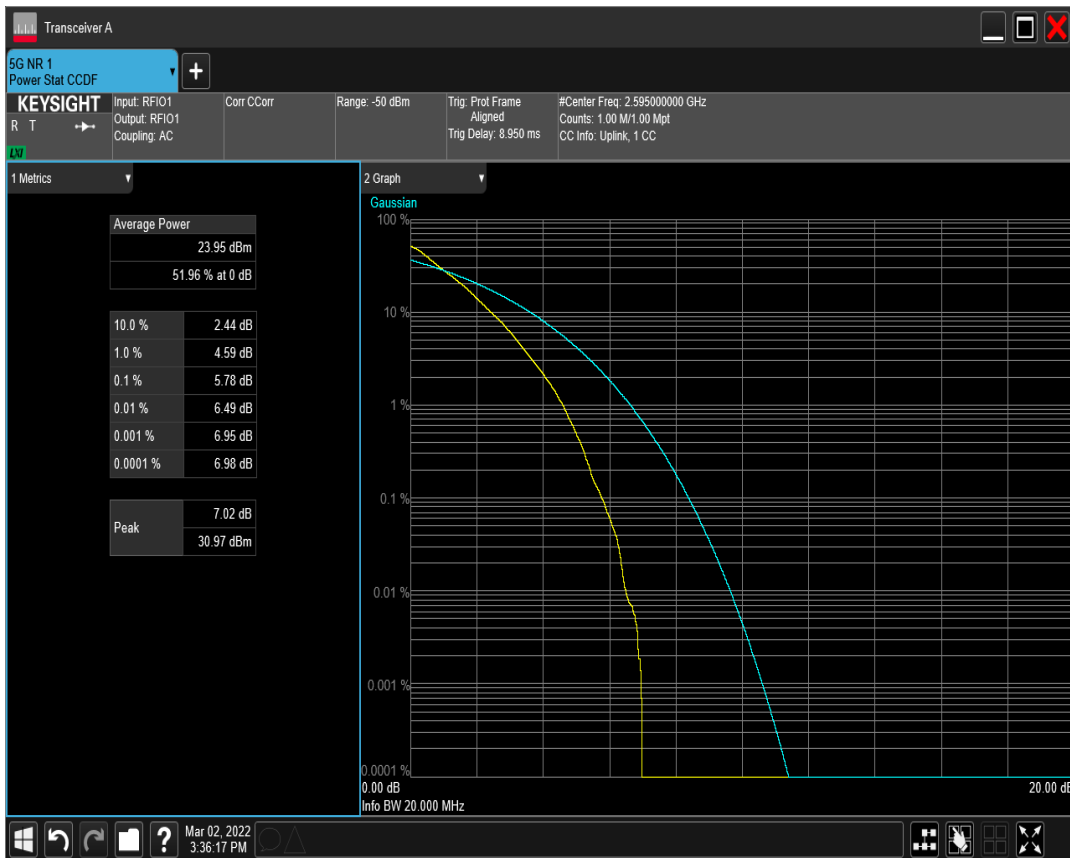 Transceiver A
5G NR 1
Power Stat CCDF
KEYSIGHT
R T
LXI
Input: RFIO1
Output: RFIO1
Coupling: AC
Corr CCorr
Range: -50 dBm
Trig: Prot Frame
Aligned
Trig Delay: 8.950 ms
#Center Freq: 2.595000000 GHz
Counts: 1.00 M/1.00 Mpt
CC Info: Uplink, 1 CC
1 Metrics
Average Power
23.95 dBm
51.96 % at 0 dB
10.0 % 2.44 dB
1.0 % 4.59 dB
0.1 % 5.78 dB
0.01 % 6.49 dB
0.001 % 6.95 dB
0.0001 % 6.98 dB
Peak 7.02 dB
30.97 dBm
2 Graph
Gaussian
100 %
10 %
1 %
0.1 %
0.01 %
0.001 %
0.0001 %
0.00 dB 20.00 dB
Info BW 20.000 MHz
Mar 02, 2022
3:36:17 PM